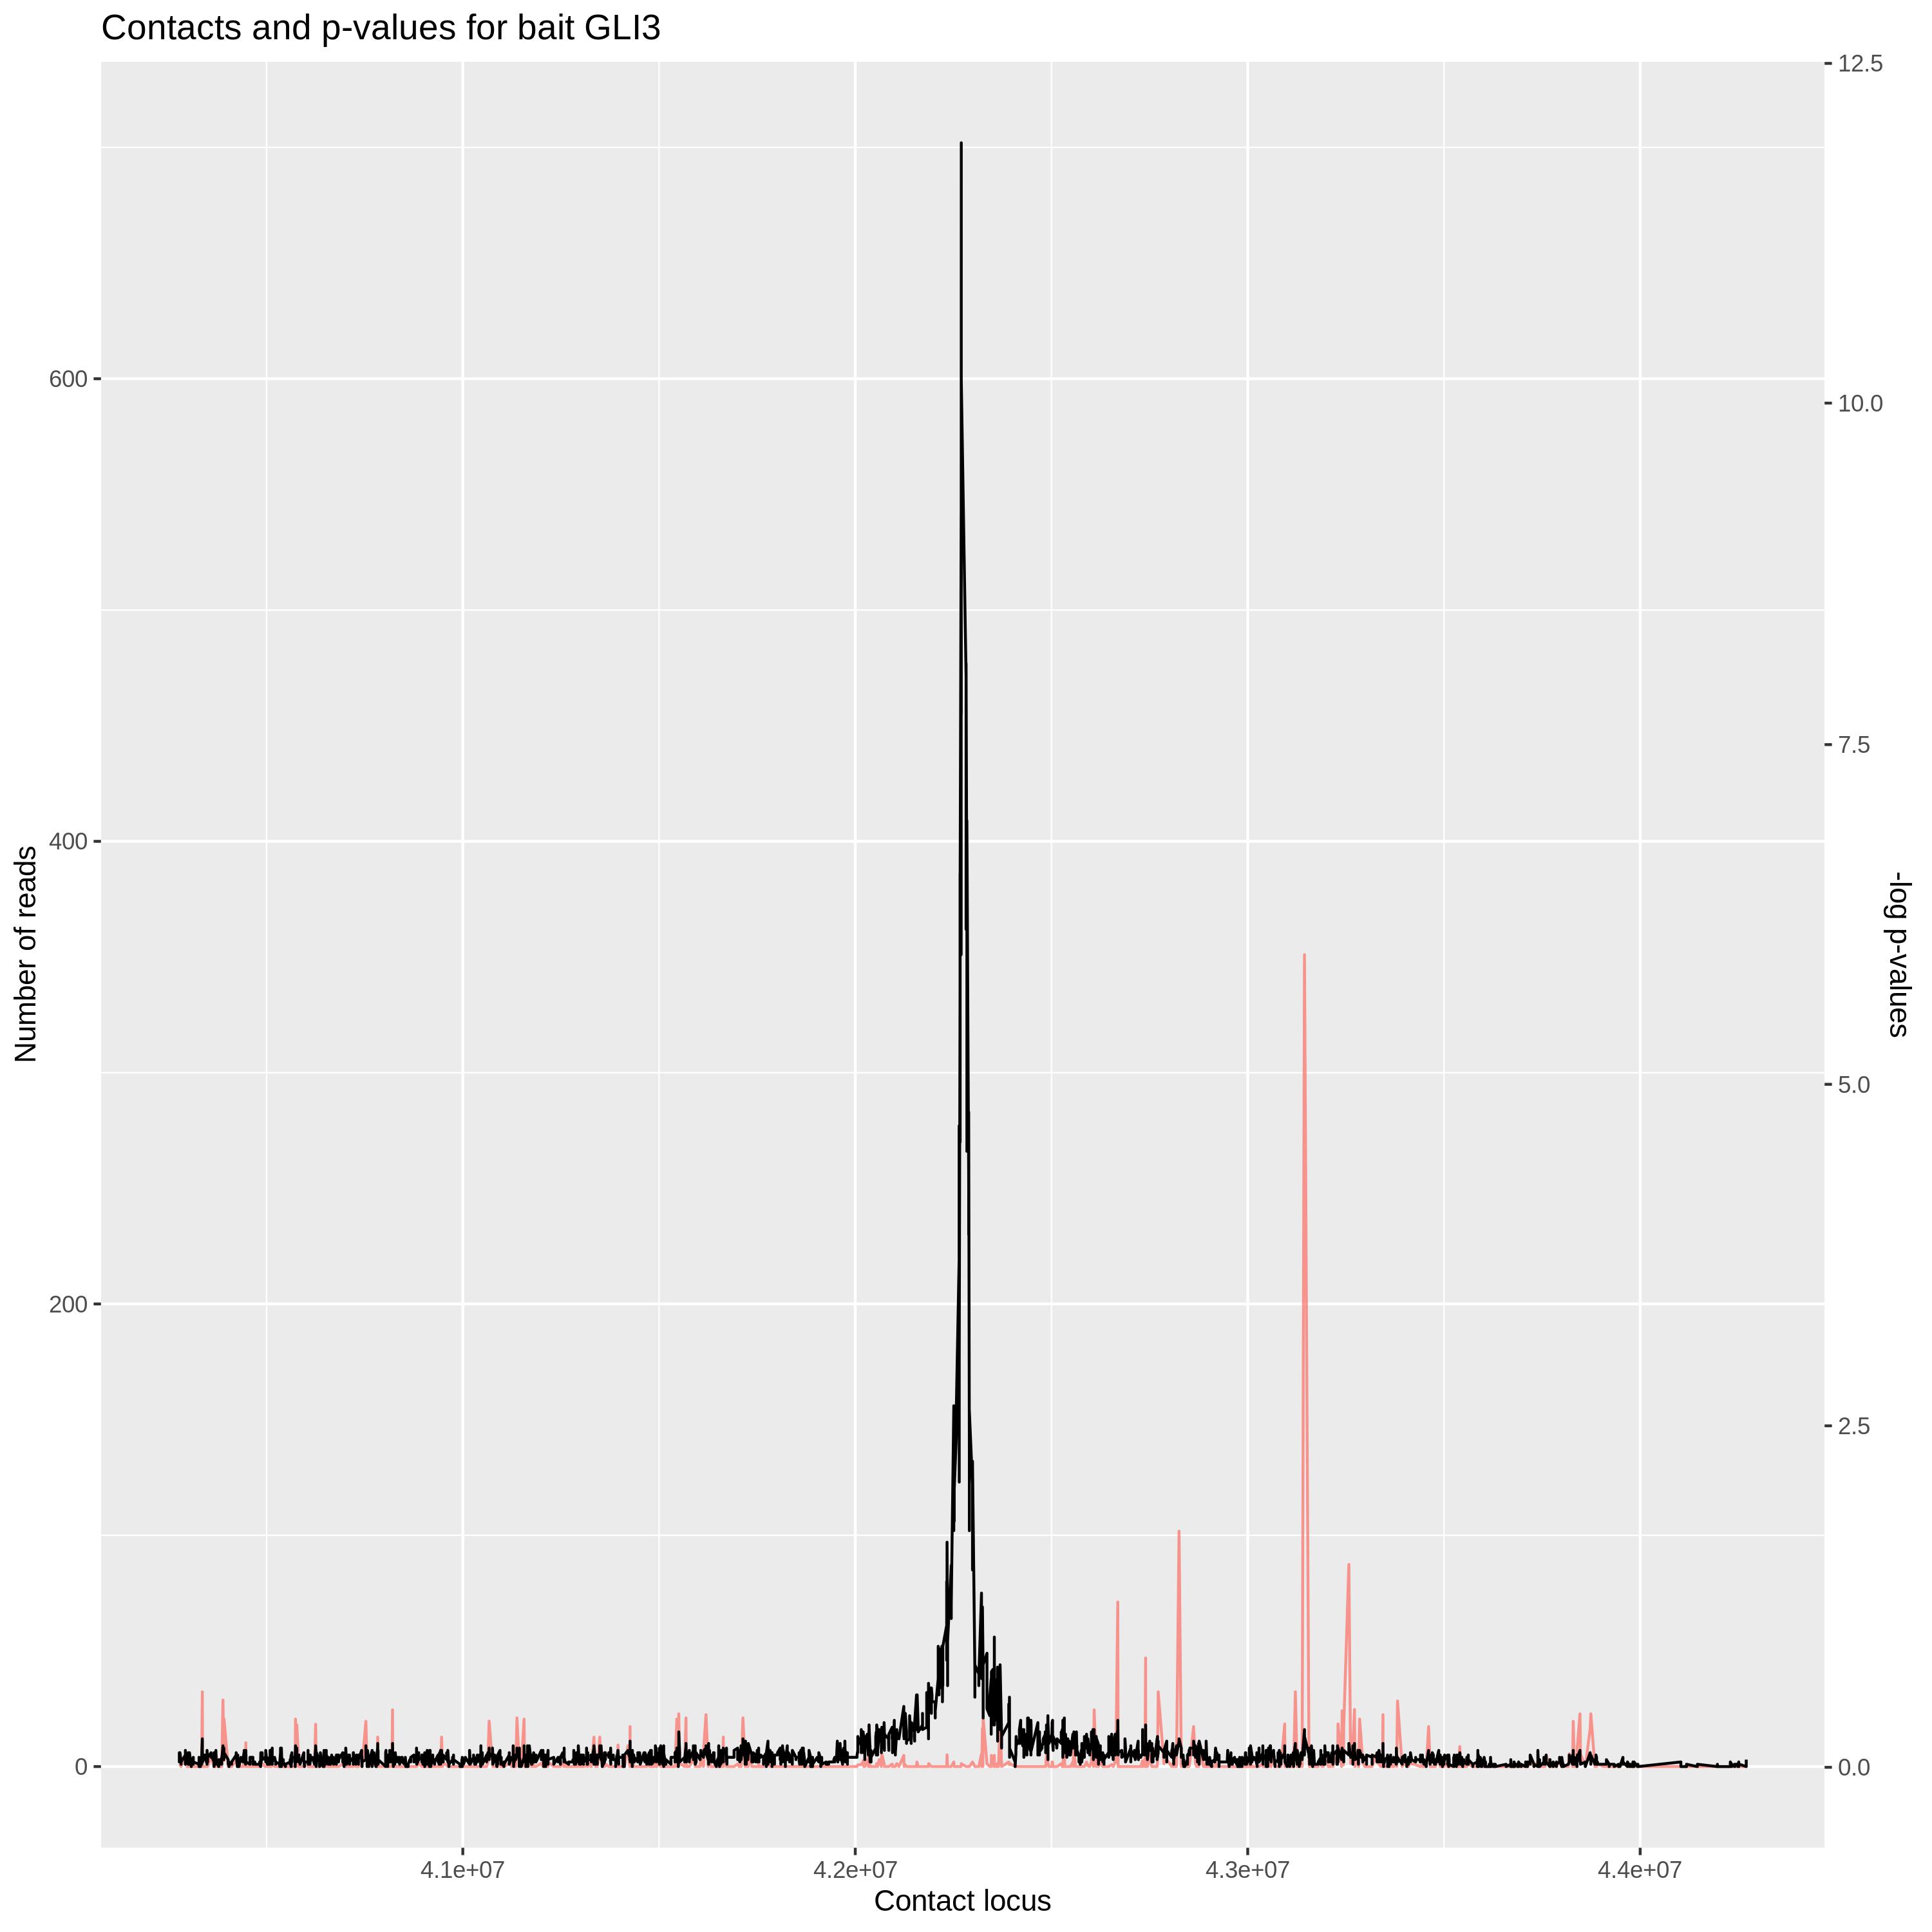 Contacts and p-values for bait GLI3
Number of reads
600
400
200
0
12.5
10.0
7.5
5.0
2.5
0.0
-log p-values
4.1e+07
4.2e+07
4.3e+07
4.4e+07
Contact locus